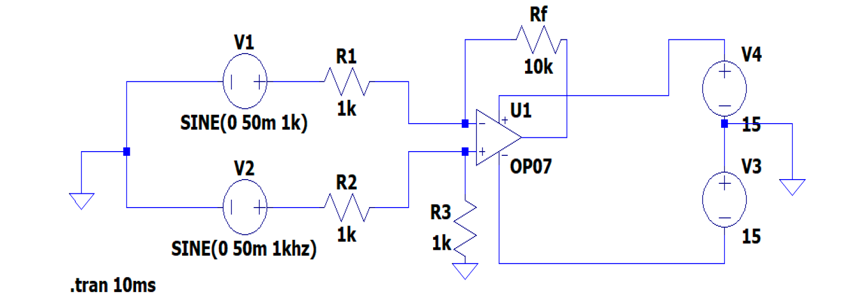 Rf
10k
V1
R1
1k
SINE(0 50m 1k)
V4
15
U1
OP07
V2
R2
1k
SINE(0 50m 1khz)
R3
1k
V3
15
.tran 10ms